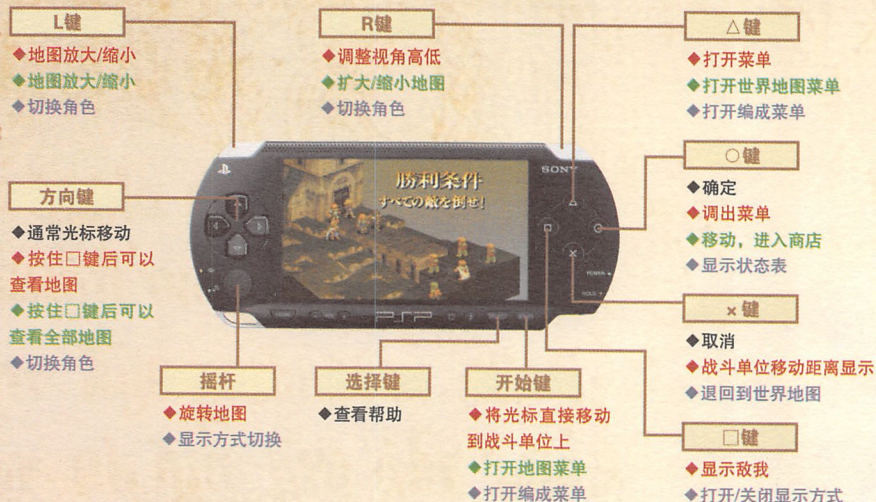 L键
◆地图放大/缩小
◆地图放大/缩小
◆切换角色
R键
◆调整视角高低
◆扩大/缩小地图
◆切换角色
△键
◆打开菜单
◆打开世界地图菜单
◆打开编成菜单
○键
◆确定
◆调出菜单
◆移动，进入商店
◆显示状态表
方向键
◆通常光标移动
◆按住□键后可以
查看地图
◆按住□键后可以
查看全部地图
◆切换角色
SONY
勝利条件
すべての敵を倒せ!
POWER
HOLD
PSP
×键
◆取消
◆战斗单位移动距离显示
◆退回到世界地图
摇杆
◆旋转地图
◆显示方式切换
选择键
◆查看帮助
开始键
◆将光标直接移动
到战斗单位上
◆打开地图菜单
◆打开编成菜单
□键
◆显示敌我
◆打开/关闭显示方式